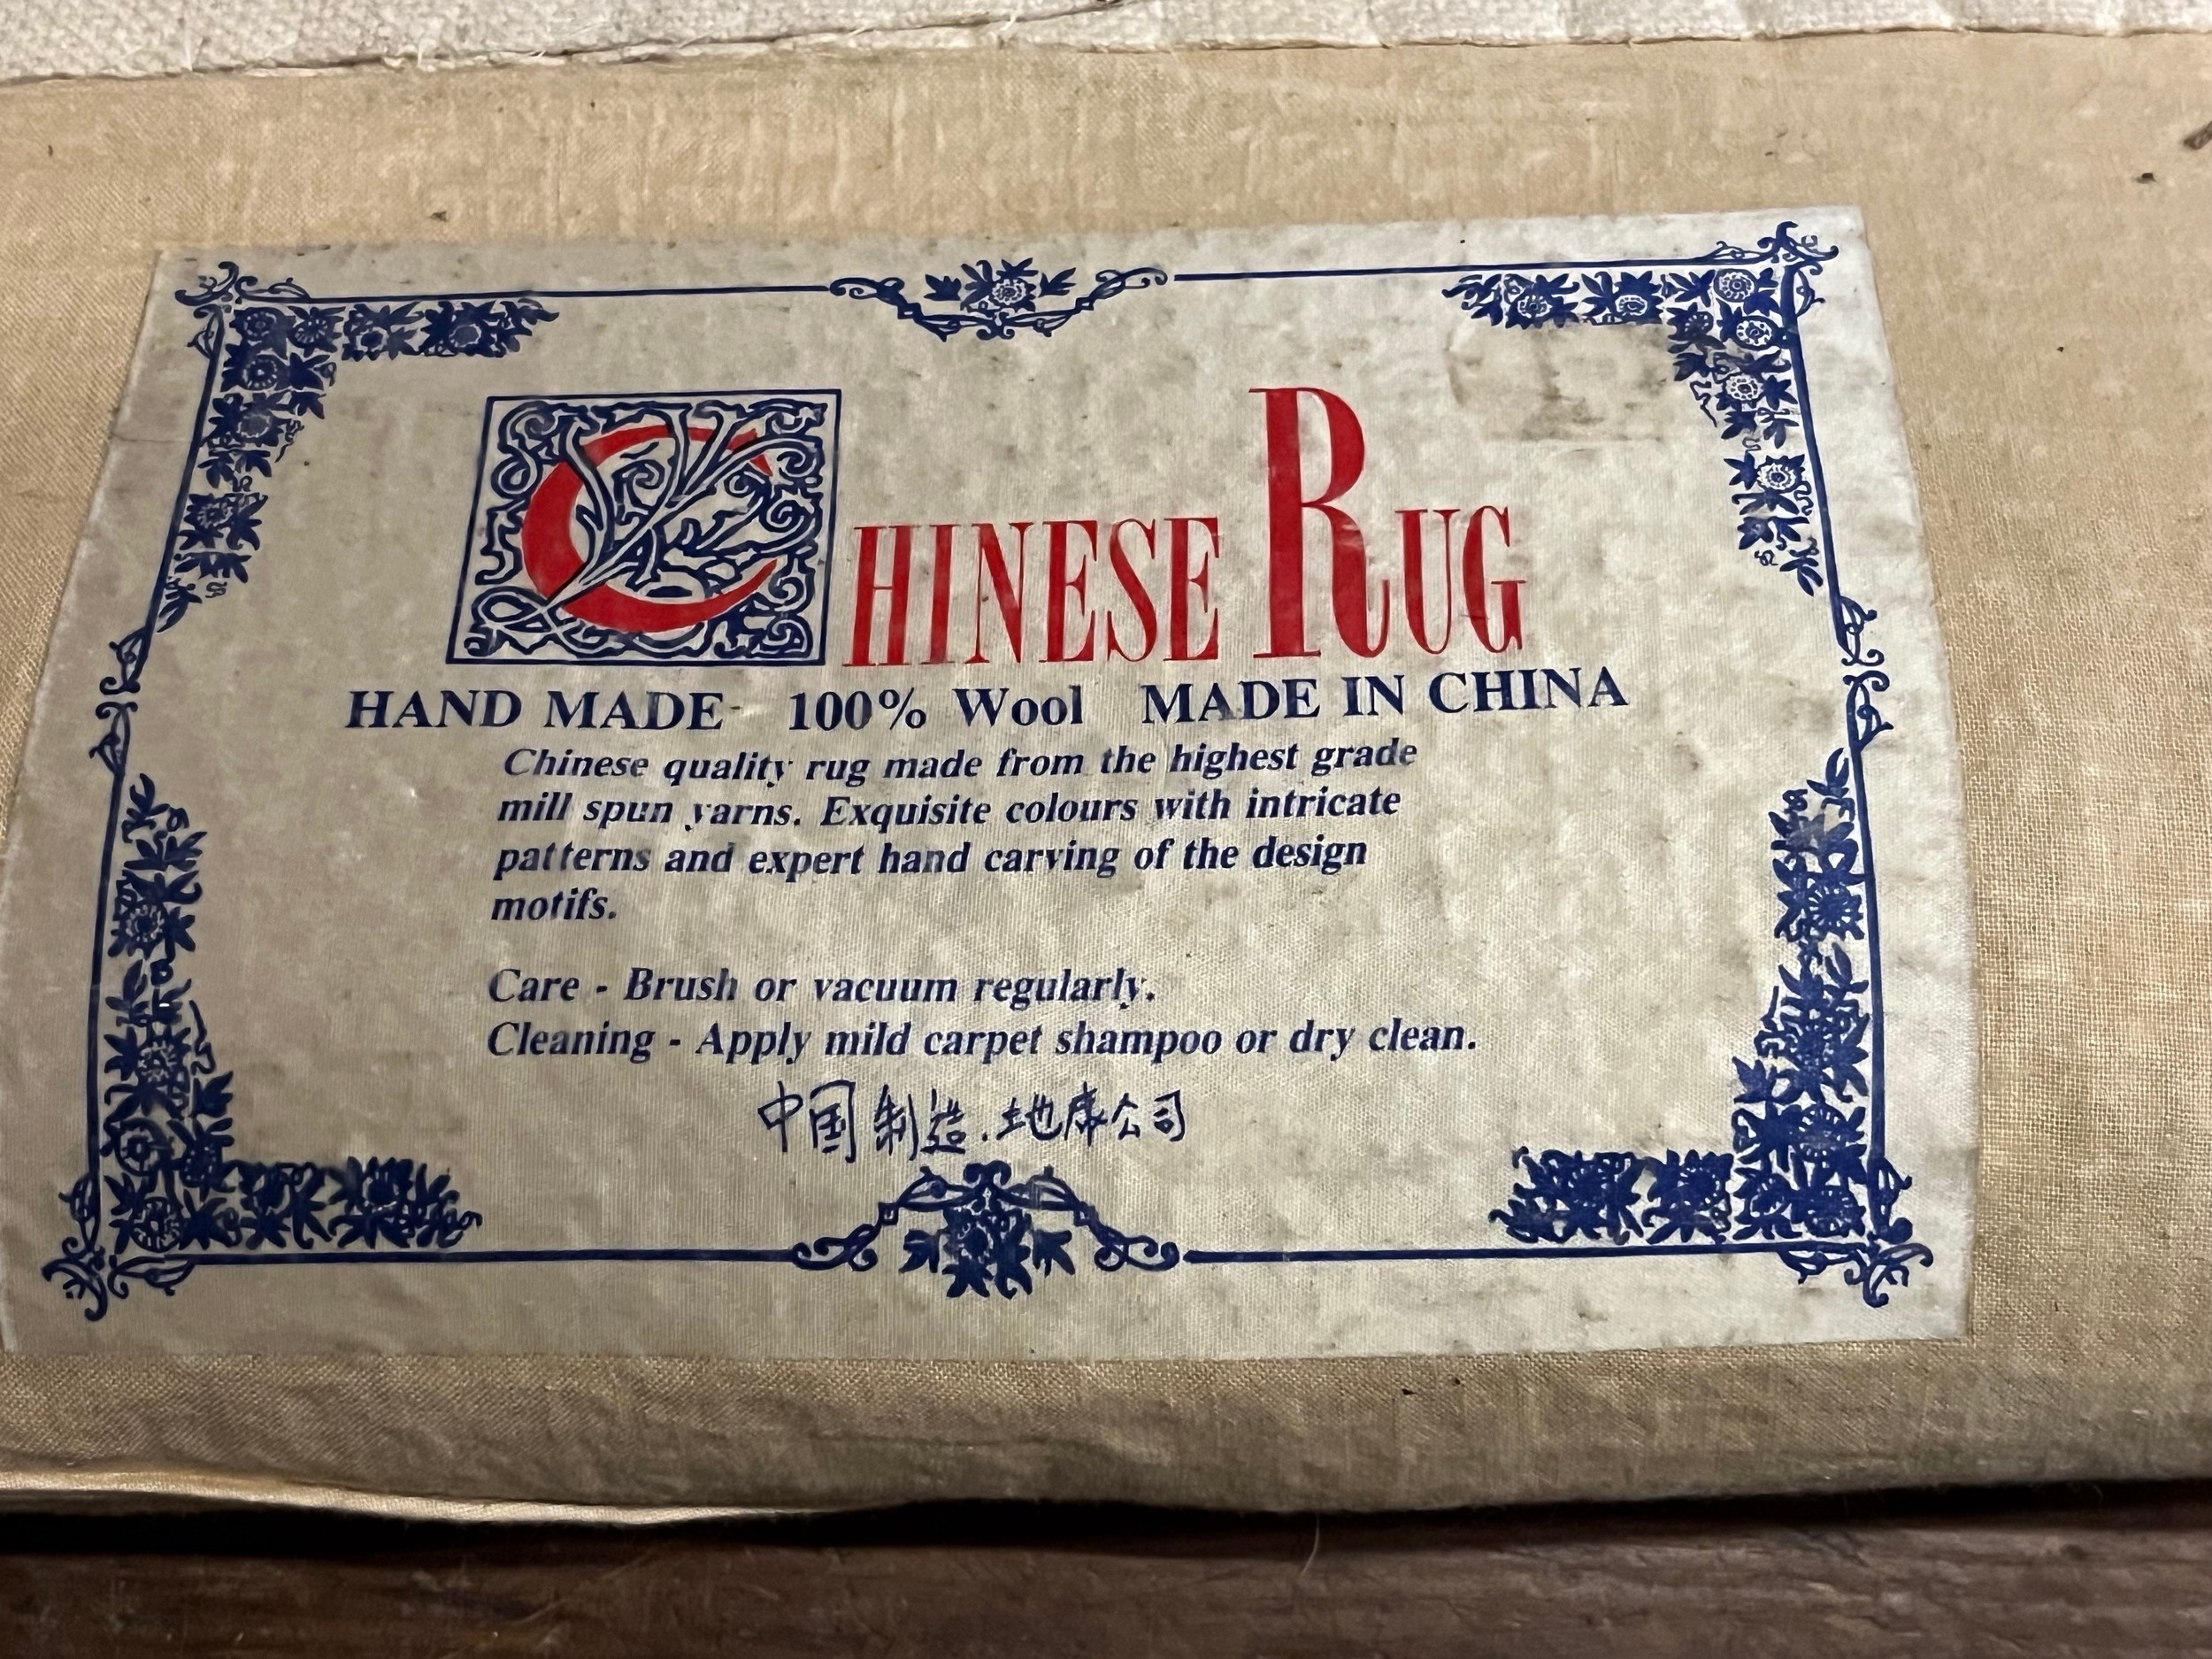 CHINESE RUG
HAND MADE 100% Wool MADE IN CHINA
Chinese quality rug made from the highest grade
mill spun yarns. Exquisite colours with intricate
patterns and expert hand carving of the design
motifs.
Care - Brush or vacuum regularly.
Cleaning - Apply mild carpet shampoo or dry clean.
中国制造.地康公司